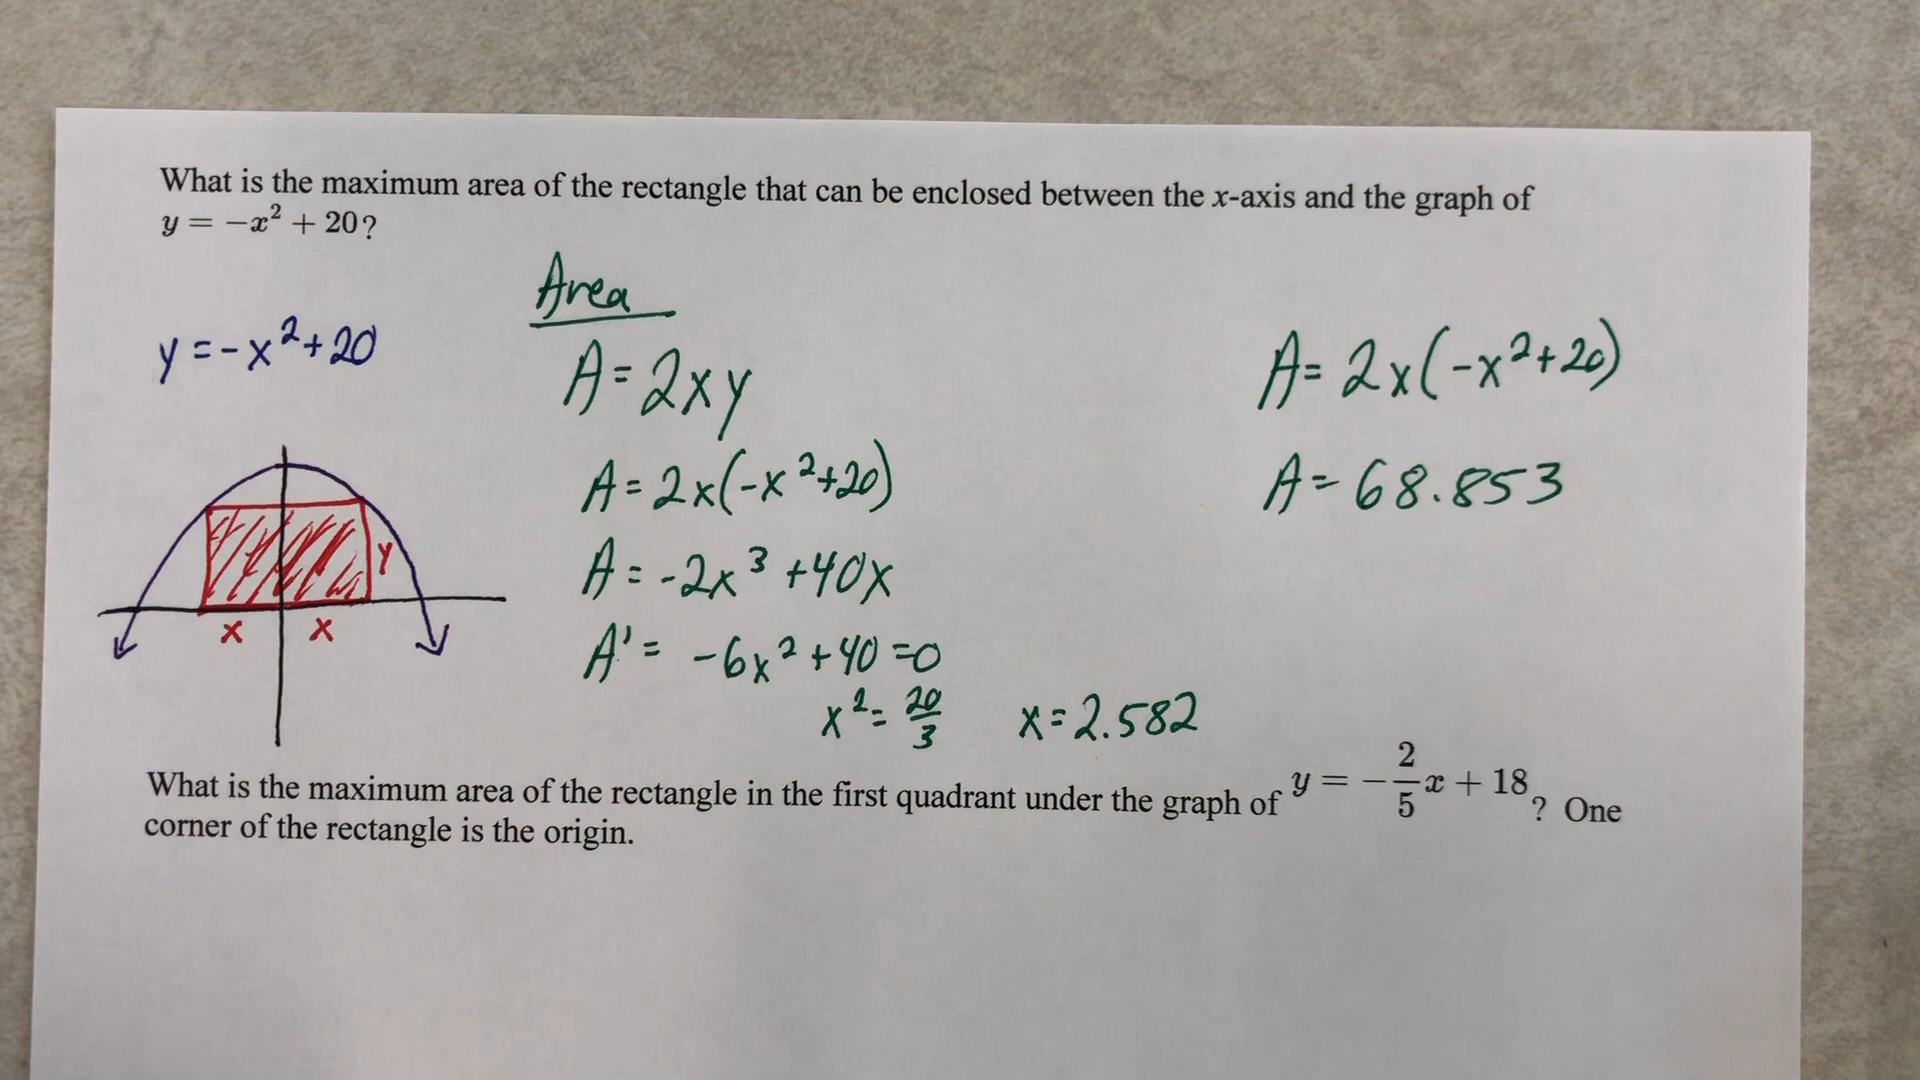 What is the maximum area of the rectangle that can be enclosed between the x-axis and the graph of
y = −x² + 20?
Area
y = -x² + 20
A = 2xy
A = 2x(-x² + 20)
A = 2x(-x² + 20)
A = 68.853
A = -2x³ + 40x
y
x x
A' = -6x² + 40 = 0
x² = 20/3 x = 2.582
What is the maximum area of the rectangle in the first quadrant under the graph of y = −2/5 x + 18? One
corner of the rectangle is the origin.